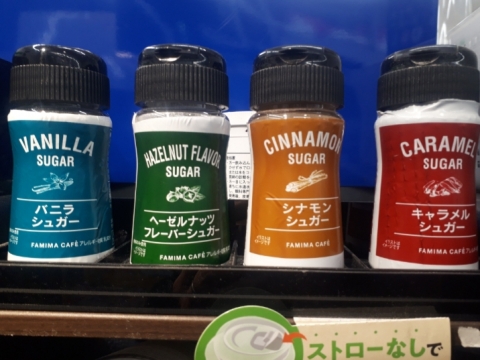 VANILLA
SUGAR
バニラ
シュガー
FAMIMA CAFÉ
HAZELNUT FLAVOR
SUGAR
ヘーゼルナッツ
フレーバーシュガー
FAMIMA CAFÉ
CINNAMON
SUGAR
シナモン
シュガー
FAMIMA CAFÉ
CARAMEL
SUGAR
キャラメル
シュガー
FAMIMA CAFÉ
ストローなしで